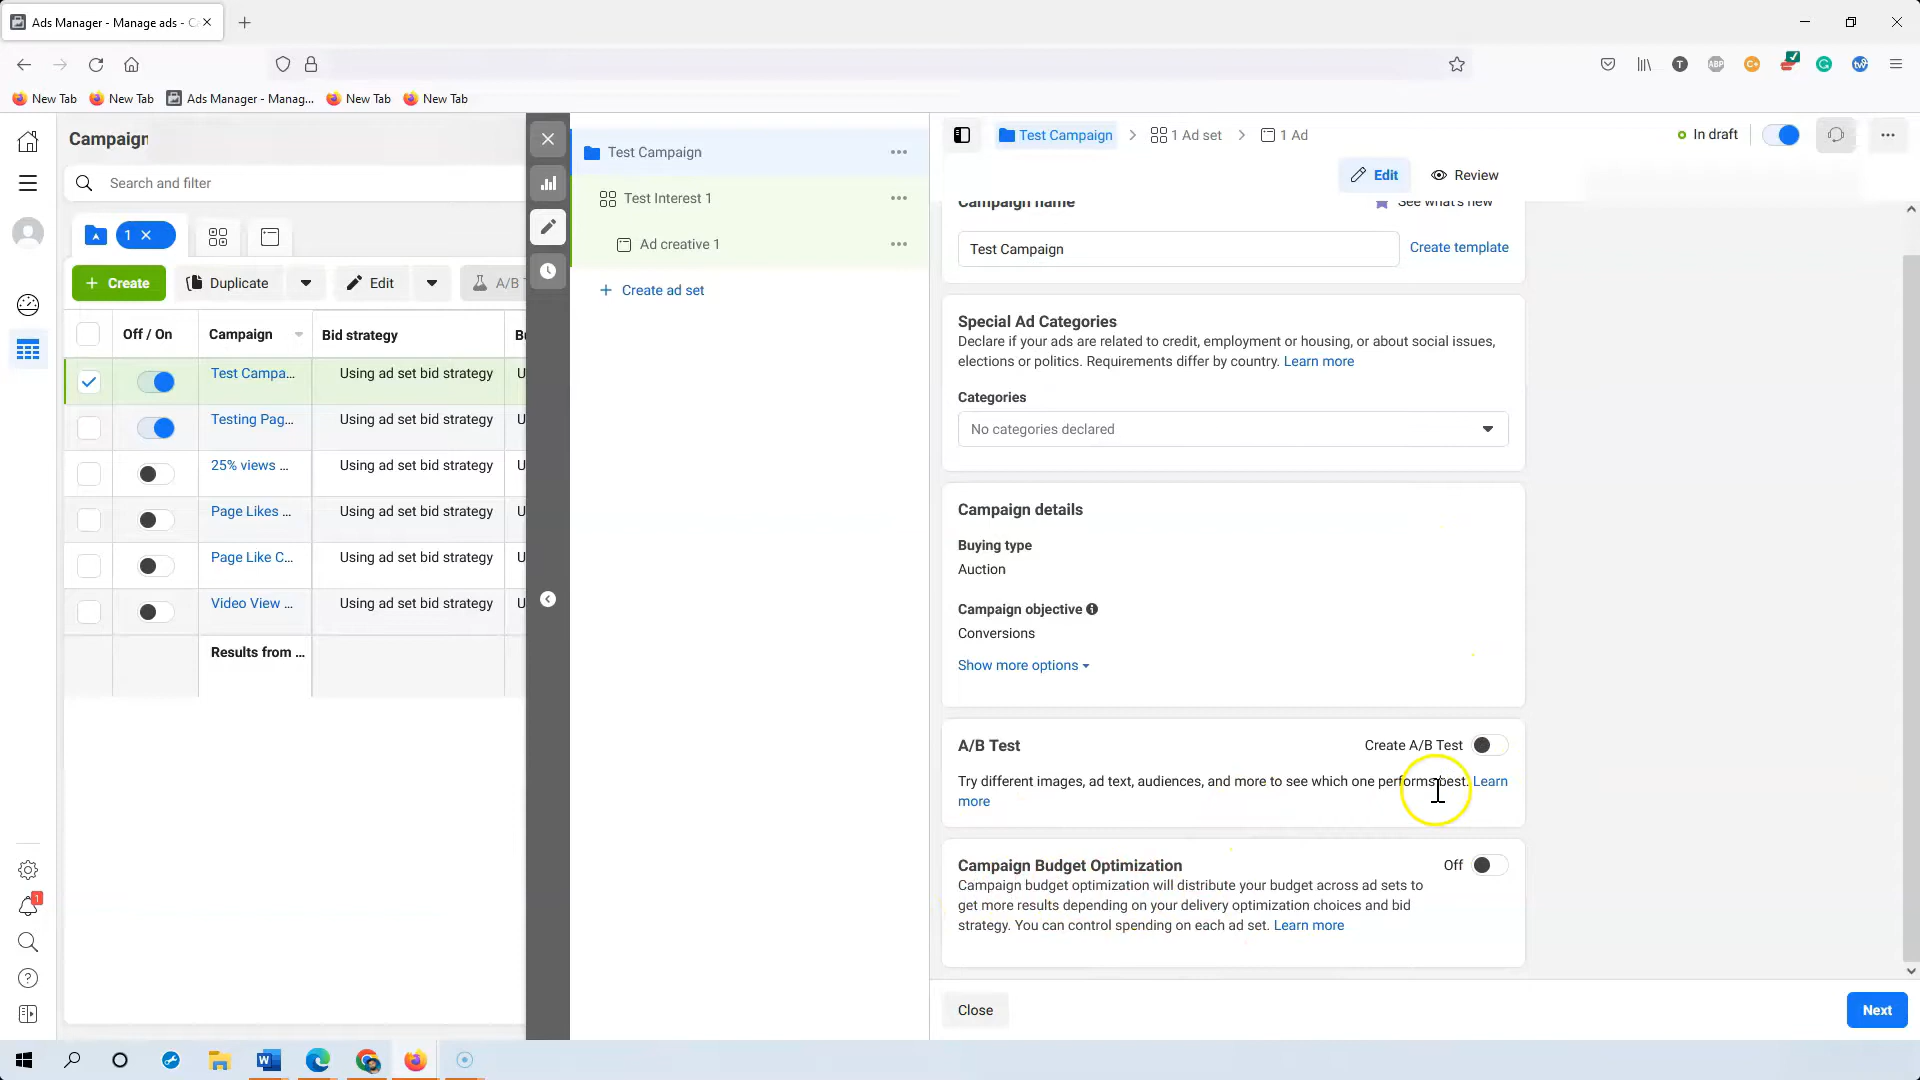 Ads Manager - Manage ads - C
New Tab
New Tab
Ads Manager - Manag...
New Tab
New Tab
Campaign
Search and filter
1
Create
Duplicate
Edit
A/B T
Off / On
Campaign
Bid strategy
B
Test Campa...
Using ad set bid strategy
U
Testing Pag...
Using ad set bid strategy
U
25% views ...
Using ad set bid strategy
U
Page Likes ...
Using ad set bid strategy
U
Page Like C...
Using ad set bid strategy
U
Video View ...
Using ad set bid strategy
U
Results from ...
1
Test Campaign
Test Interest 1
Ad creative 1
Create ad set
Test Campaign
1 Ad set
1 Ad
In draft
Edit
Review
Campaign name
See what's new
Test Campaign
Create template
Special Ad Categories
Declare if your ads are related to credit, employment or housing, or about social issues,
elections or politics. Requirements differ by country. Learn more
Categories
No categories declared
Campaign details
Buying type
Auction
Campaign objective
Conversions
Show more options
A/B Test
Create A/B Test
Try different images, ad text, audiences, and more to see which one performs best. Learn
more
Campaign Budget Optimization
Off
Campaign budget optimization will distribute your budget across ad sets to
get more results depending on your delivery optimization choices and bid
strategy. You can control spending on each ad set. Learn more
Close
Next